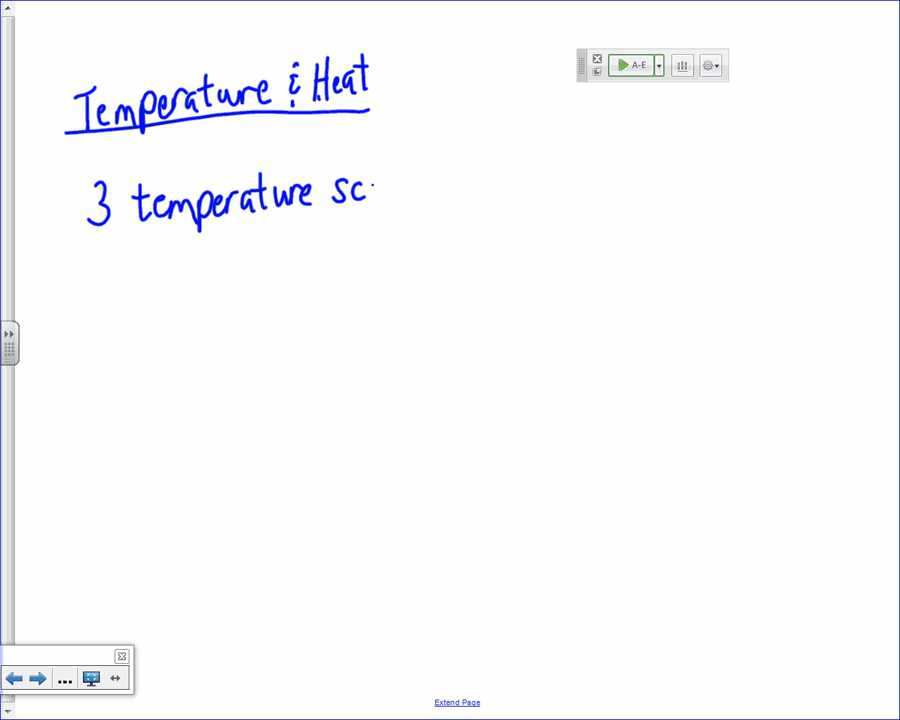 Temperature & Heat
A-E
3 temperature sc
...
Extend Page